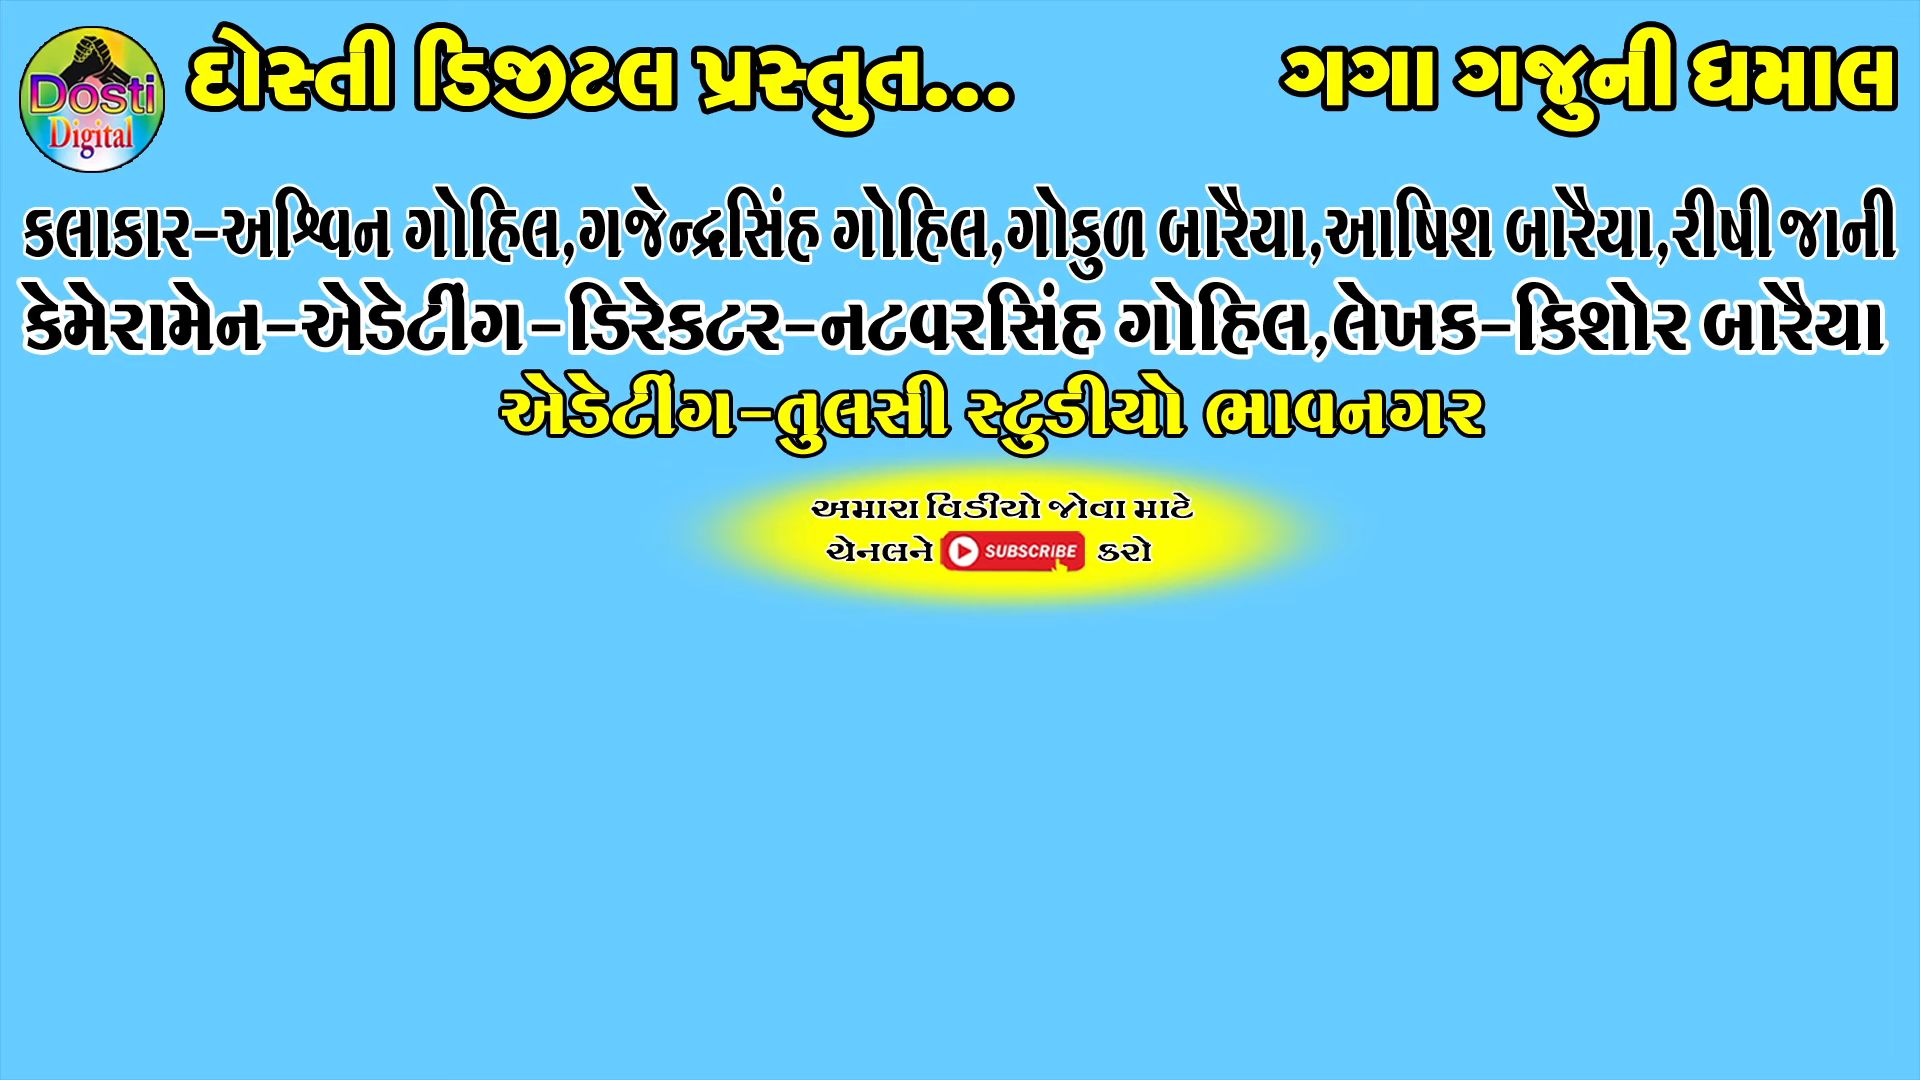 Dosti
Digital
દોસ્તી ડિજીટલ પ્રસ્તુત...
ગગા ગજુની ધમાલ
કલાકાર-અશ્વિન ગોહિલ,ગજેન્દ્રસિંહ ગોહિલ,ગોકુળ બારૈયા,આષિશ બારૈયા,રીષી જાની
કેમેરામેન-એડેટીંગ-ડિરેકટર-નટવરસિંહ ગોહિલ,લેખક-કિશોર બારૈયા
એડેટીંગ-તુલસી સ્ટુડીયો ભાવનગર
અમારા વિડીયો જોવા માટે
ચેનલને SUBSCRIBE કરો